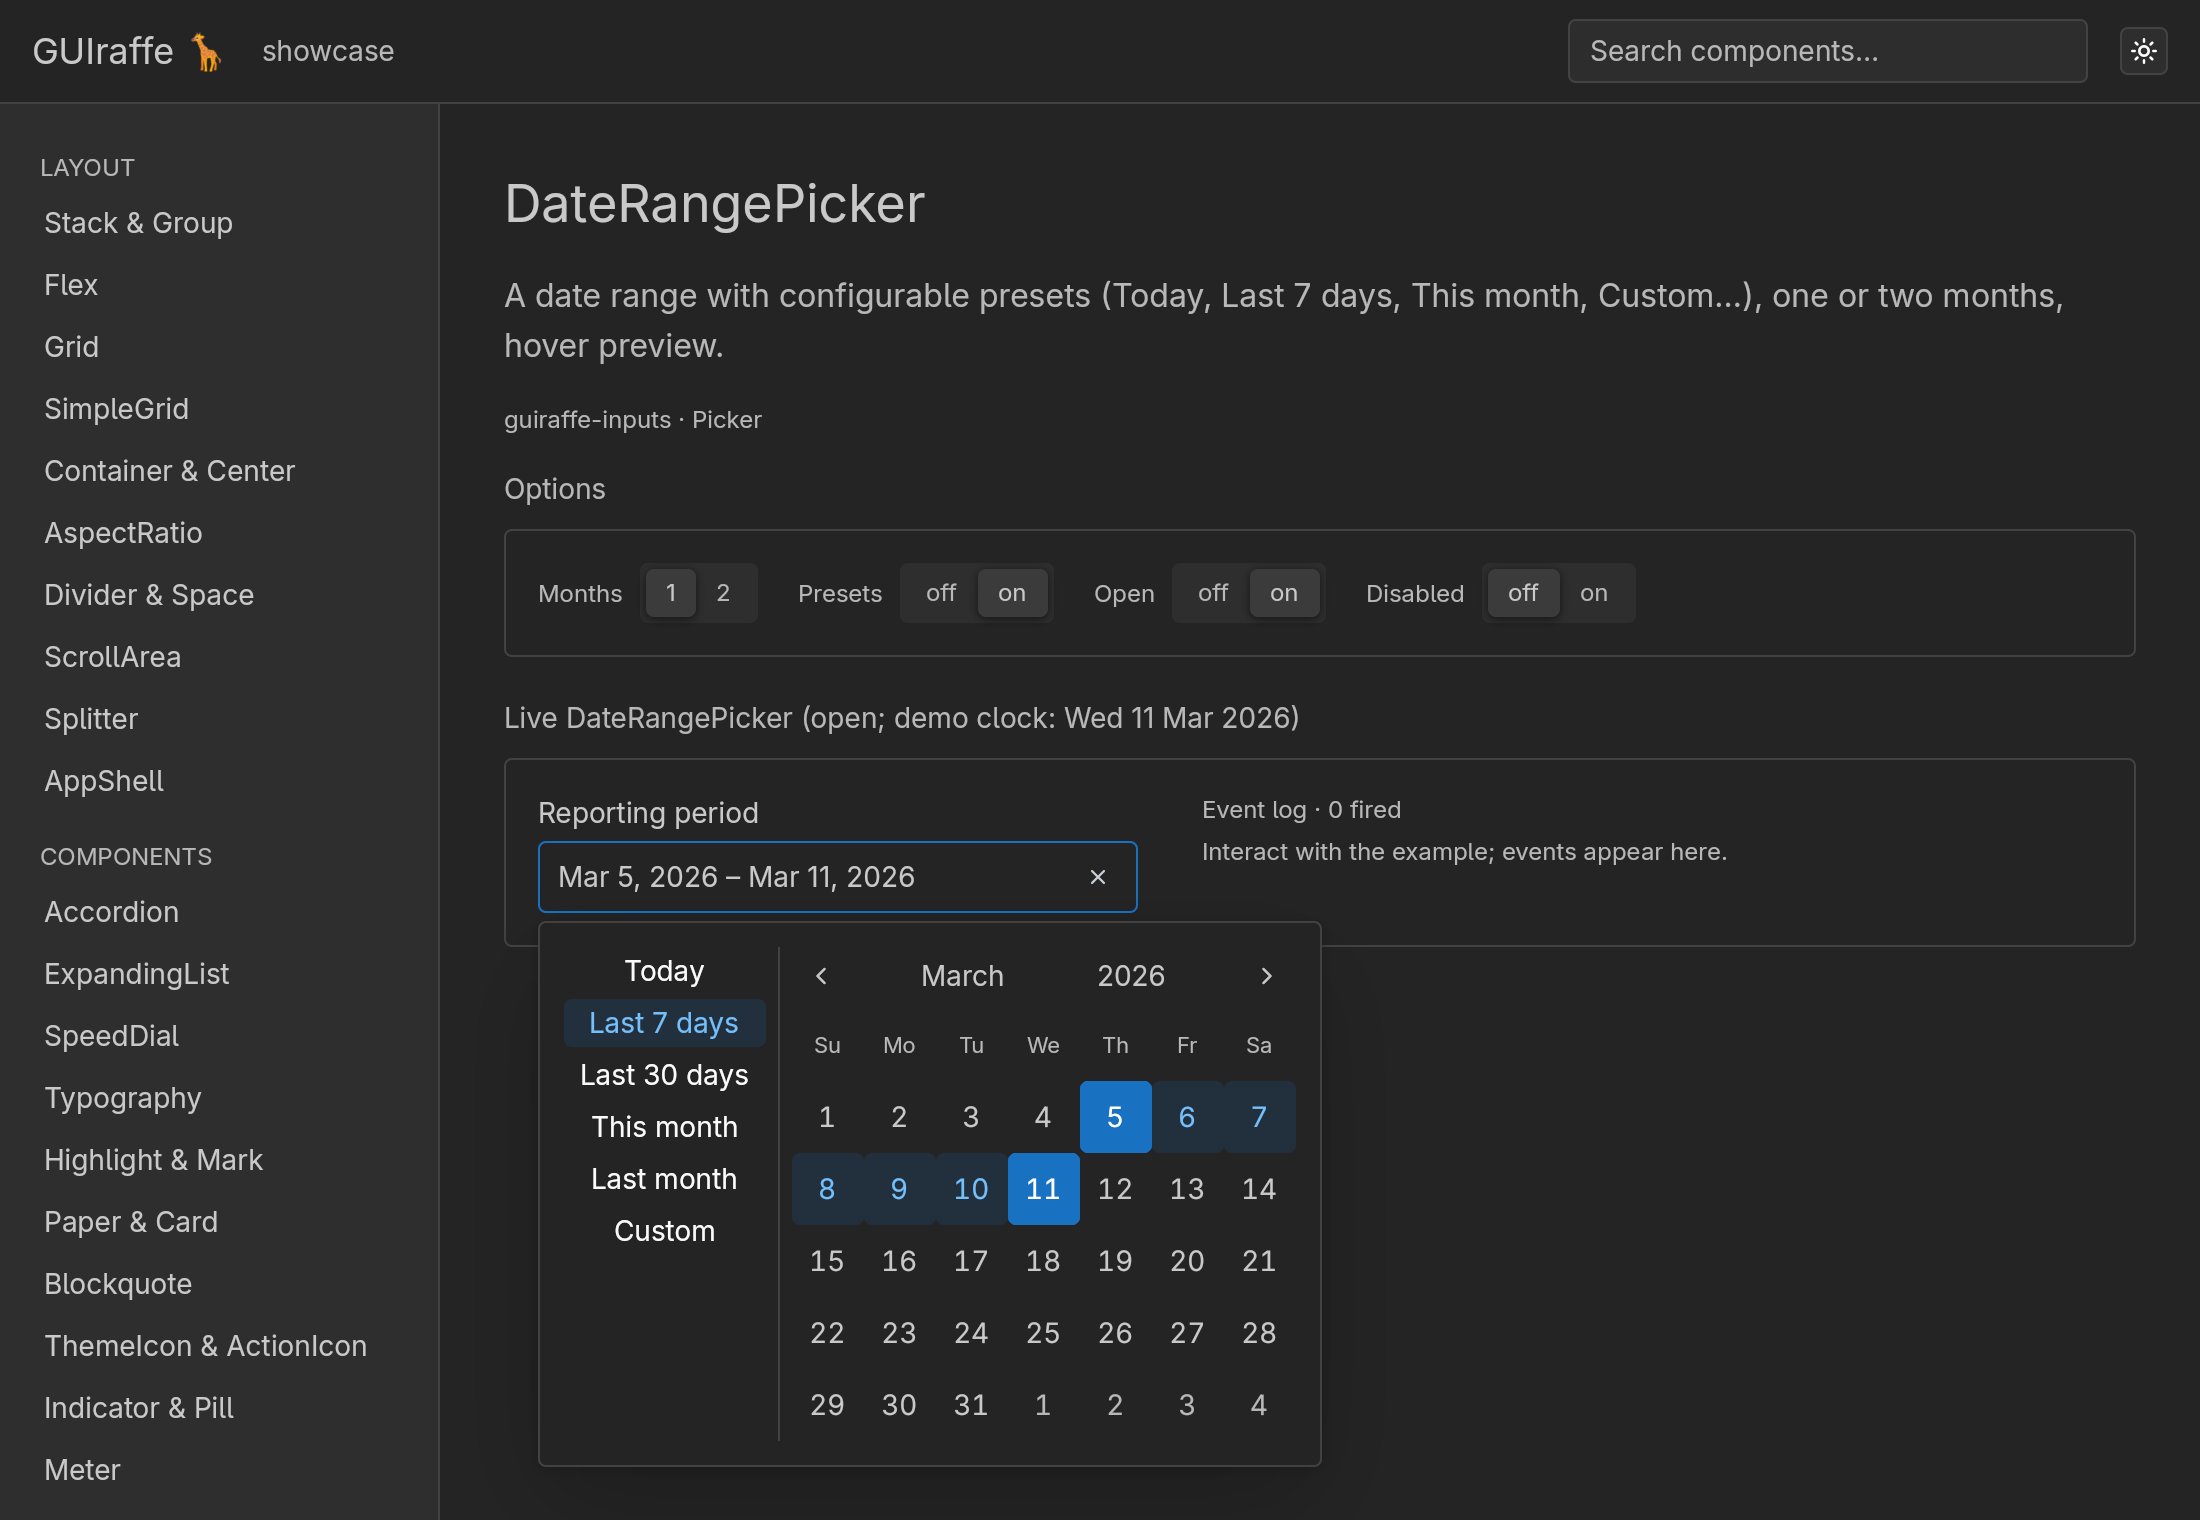 GUIraffe 🦒 showcase Search components...
LAYOUT
Stack & Group
Flex
Grid
SimpleGrid
Container & Center
AspectRatio
Divider & Space
ScrollArea
Splitter
AppShell
COMPONENTS
Accordion
ExpandingList
SpeedDial
Typography
Highlight & Mark
Paper & Card
Blockquote
ThemeIcon & ActionIcon
Indicator & Pill
Meter
DateRangePicker
A date range with configurable presets (Today, Last 7 days, This month, Custom...), one or two months,
hover preview.
guiraffe-inputs · Picker
Options
Months 1 2 Presets off on Open off on Disabled off on
Live DateRangePicker (open; demo clock: Wed 11 Mar 2026)
Reporting period
Mar 5, 2026 – Mar 11, 2026
Event log · 0 fired
Interact with the example; events appear here.
Today
Last 7 days
Last 30 days
This month
Last month
Custom
March 2026
Su Mo Tu We Th Fr Sa
1 2 3 4 5 6 7
8 9 10 11 12 13 14
15 16 17 18 19 20 21
22 23 24 25 26 27 28
29 30 31 1 2 3 4